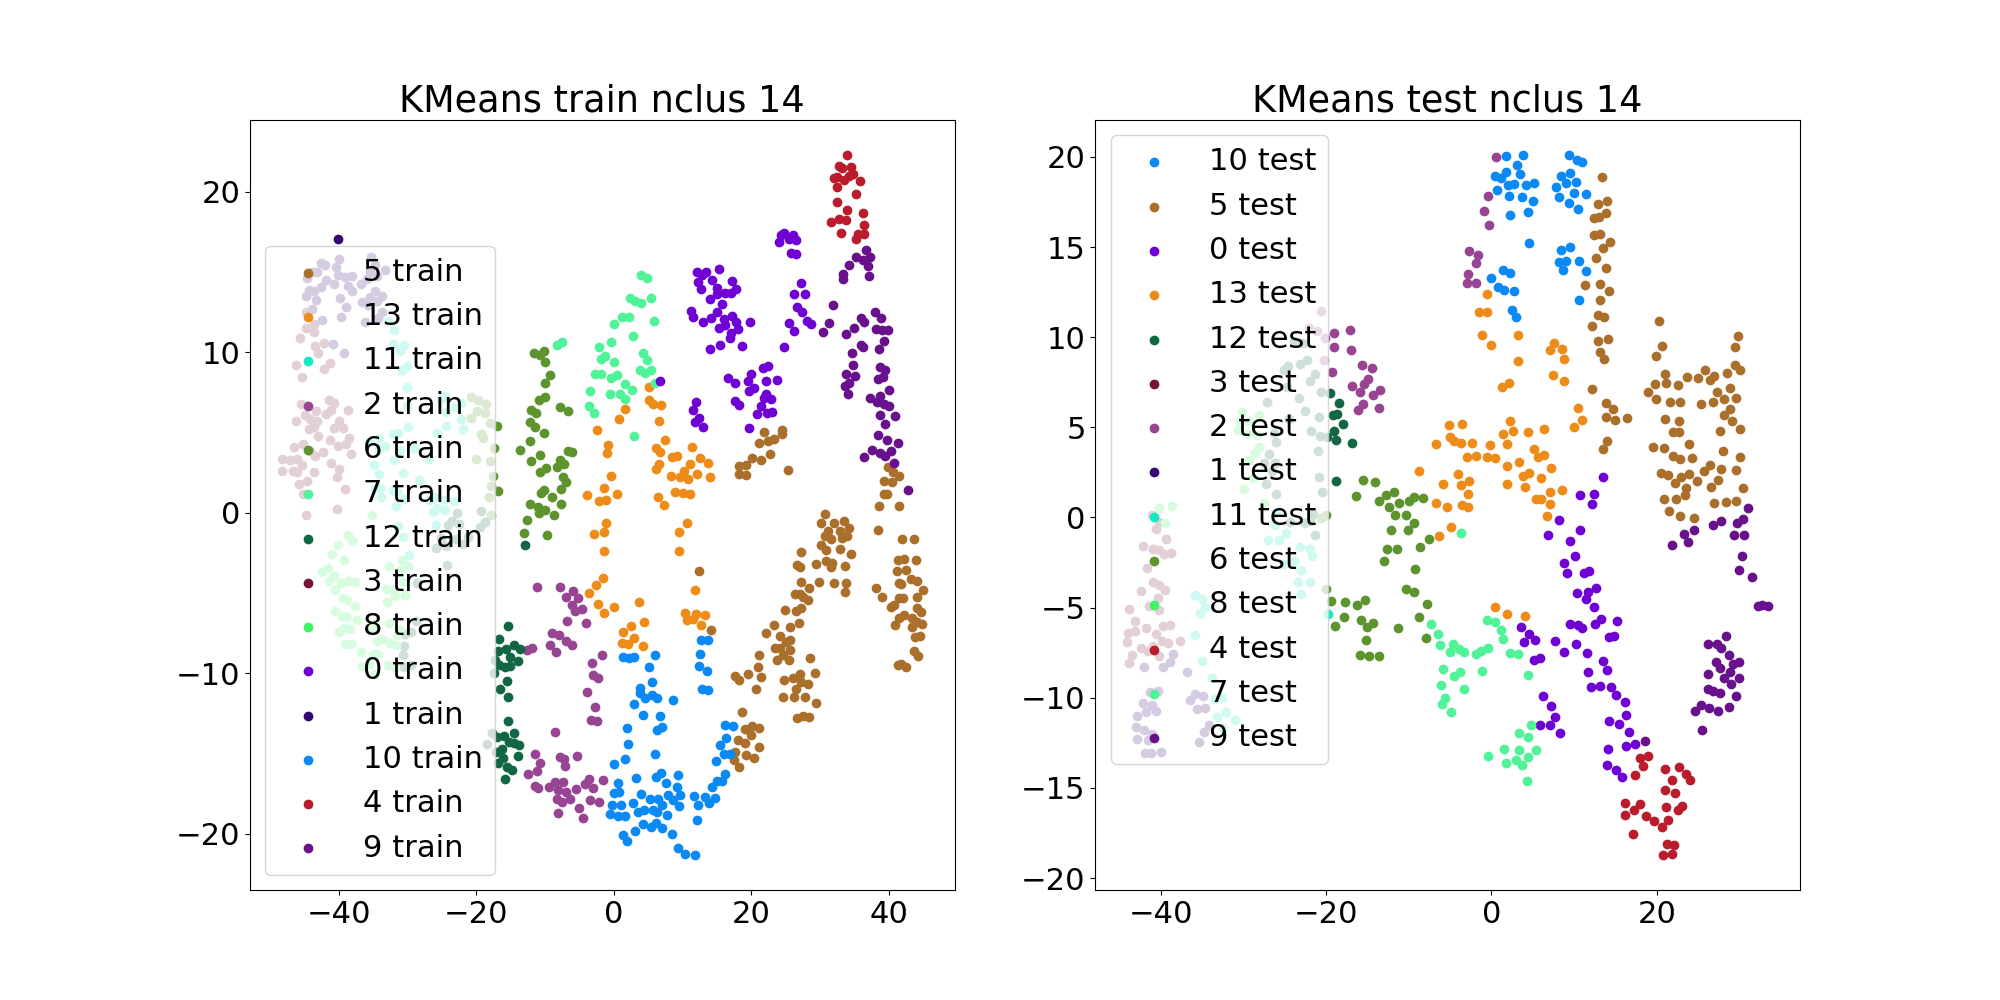 KMeans train nclus 14
20
10
0
−10
−20
−40
−20
0
20
40
5 train
13 train
11 train
2 train
6 train
7 train
12 train
3 train
8 train
0 train
1 train
10 train
4 train
9 train
KMeans test nclus 14
20
15
10
5
0
−5
−10
−15
−20
−40
−20
0
20
10 test
5 test
0 test
13 test
12 test
3 test
2 test
1 test
11 test
6 test
8 test
4 test
7 test
9 test